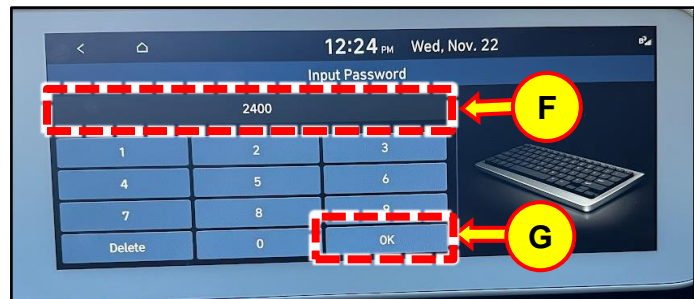 12:24 PM Wed, Nov. 22
Input Password
2400
F
1 2 3
4 5 6
7 8 9
Delete 0 OK
G